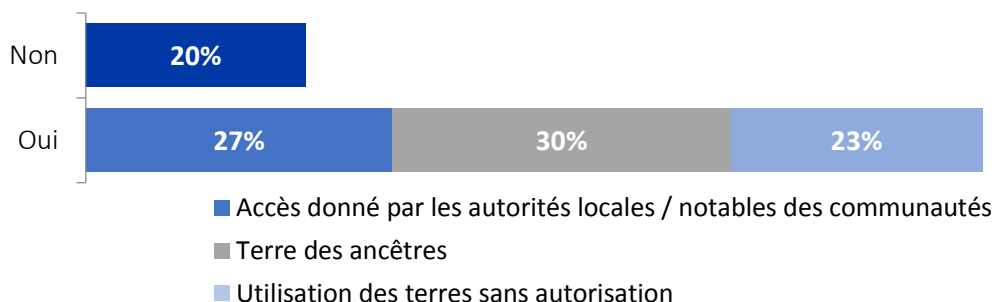 Non
20%
Oui
27% 30% 23%
Accès donné par les autorités locales / notables des communautés
Terre des ancêtres
Utilisation des terres sans autorisation